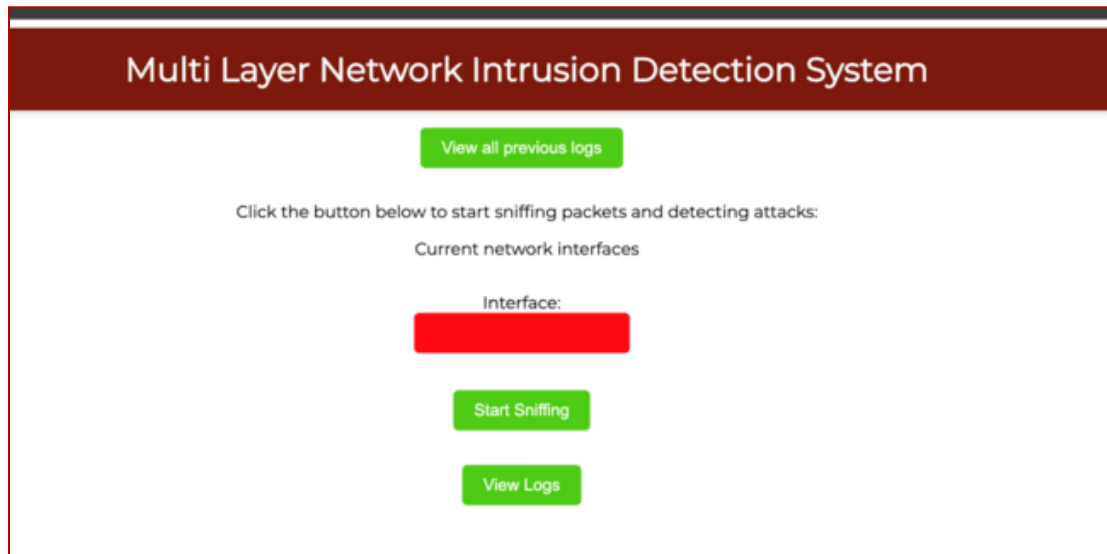 Multi Layer Network Intrusion Detection System
View all previous logs
Click the button below to start sniffing packets and detecting attacks:
Current network interfaces
Interface:
Start Sniffing
View Logs